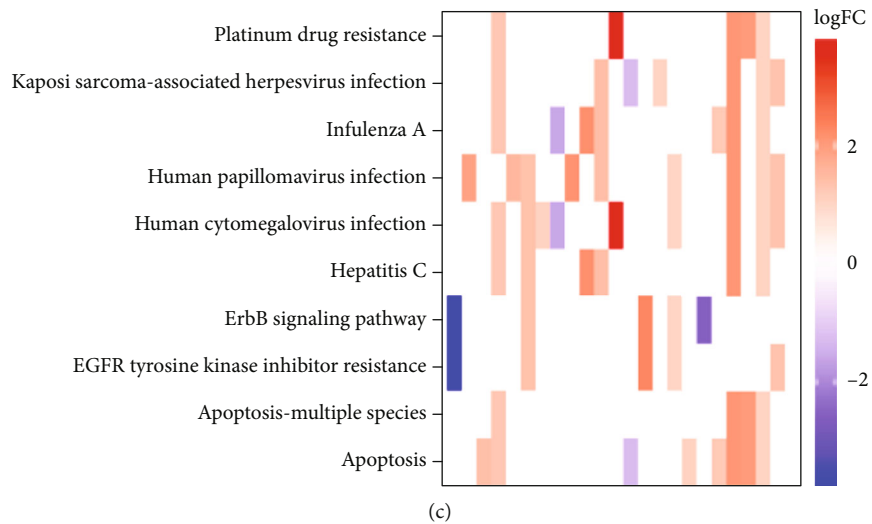 logFC
Platinum drug resistance
Kaposi sarcoma-associated herpesvirus infection
Infulenza A
Human papillomavirus infection
Human cytomegalovirus infection
Hepatitis C
ErbB signaling pathway
EGFR tyrosine kinase inhibitor resistance
Apoptosis-multiple species
Apoptosis
2
0
−2
(c)